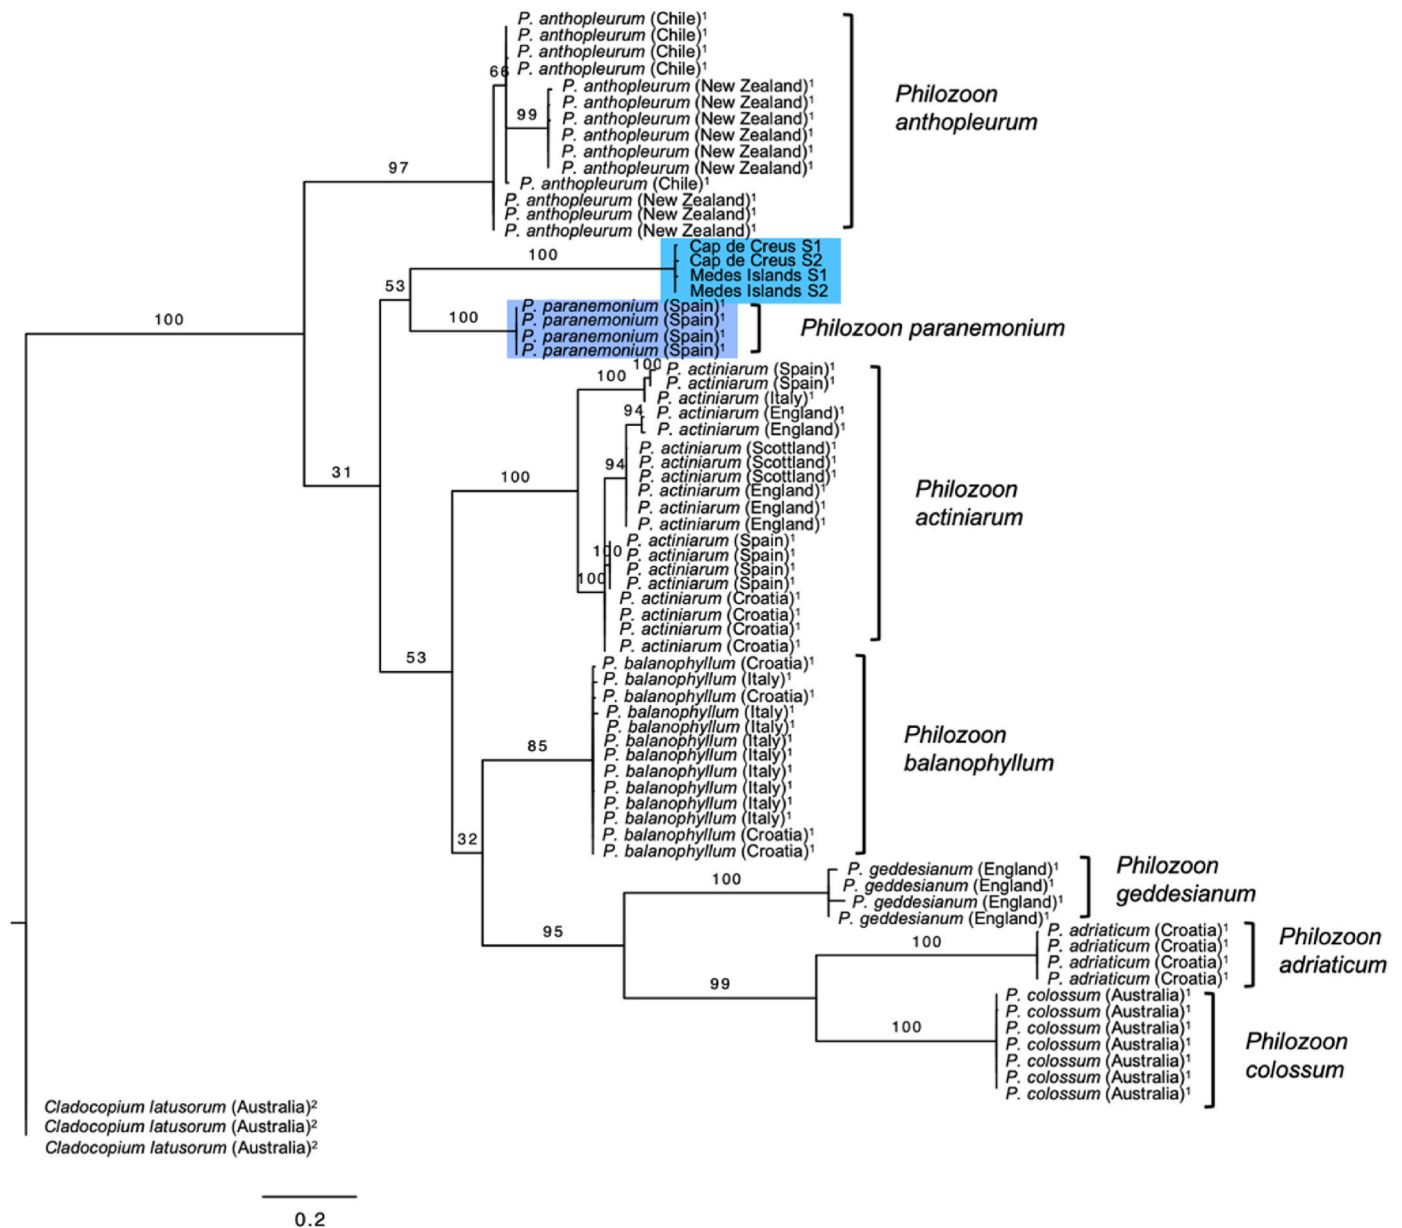 P. anthopleurum (Chile)¹
P. anthopleurum (Chile)¹
P. anthopleurum (Chile)¹
P. anthopleurum (Chile)¹
66
P. anthopleurum (New Zealand)¹
P. anthopleurum (New Zealand)¹
P. anthopleurum (New Zealand)¹
99
P. anthopleurum (New Zealand)¹
P. anthopleurum (New Zealand)¹
P. anthopleurum (New Zealand)¹
P. anthopleurum (Chile)¹
P. anthopleurum (New Zealand)¹
P. anthopleurum (New Zealand)¹
P. anthopleurum (New Zealand)¹
Philozoon
anthopleurum
97
Cap de Creus S1
Cap de Creus S2
Medes Islands S1
Medes Islands S2
100
53
P. paranemonium (Spain)¹
P. paranemonium (Spain)¹
P. paranemonium (Spain)¹
P. paranemonium (Spain)¹
100
Philozoon paranemonium
100
31
P. actiniarum (Spain)¹
P. actiniarum (Spain)¹
P. actiniarum (Italy)¹
100
100
P. actiniarum (England)¹
P. actiniarum (England)¹
94
P. actiniarum (Scottland)¹
P. actiniarum (Scottland)¹
P. actiniarum (Scottland)¹
94
P. actiniarum (England)¹
P. actiniarum (England)¹
P. actiniarum (England)¹
100
P. actiniarum (Spain)¹
P. actiniarum (Spain)¹
P. actiniarum (Spain)¹
P. actiniarum (Spain)¹
100
100
P. actiniarum (Croatia)¹
P. actiniarum (Croatia)¹
P. actiniarum (Croatia)¹
P. actiniarum (Croatia)¹
Philozoon
actiniarum
53
P. balanophyllum (Croatia)¹
P. balanophyllum (Italy)¹
P. balanophyllum (Croatia)¹
P. balanophyllum (Italy)¹
P. balanophyllum (Italy)¹
P. balanophyllum (Italy)¹
P. balanophyllum (Italy)¹
P. balanophyllum (Italy)¹
P. balanophyllum (Italy)¹
P. balanophyllum (Italy)¹
P. balanophyllum (Italy)¹
P. balanophyllum (Croatia)¹
P. balanophyllum (Croatia)¹
85
Philozoon
balanophyllum
32
P. geddesianum (England)¹
P. geddesianum (England)¹
P. geddesianum (England)¹
P. geddesianum (England)¹
100
Philozoon
geddesianum
95
P. adriaticum (Croatia)¹
P. adriaticum (Croatia)¹
P. adriaticum (Croatia)¹
P. adriaticum (Croatia)¹
100
Philozoon
adriaticum
99
P. colossum (Australia)¹
P. colossum (Australia)¹
P. colossum (Australia)¹
P. colossum (Australia)¹
P. colossum (Australia)¹
P. colossum (Australia)¹
P. colossum (Australia)¹
100
Philozoon
colossum
Cladocopium latusorum (Australia)²
Cladocopium latusorum (Australia)²
Cladocopium latusorum (Australia)²
0.2